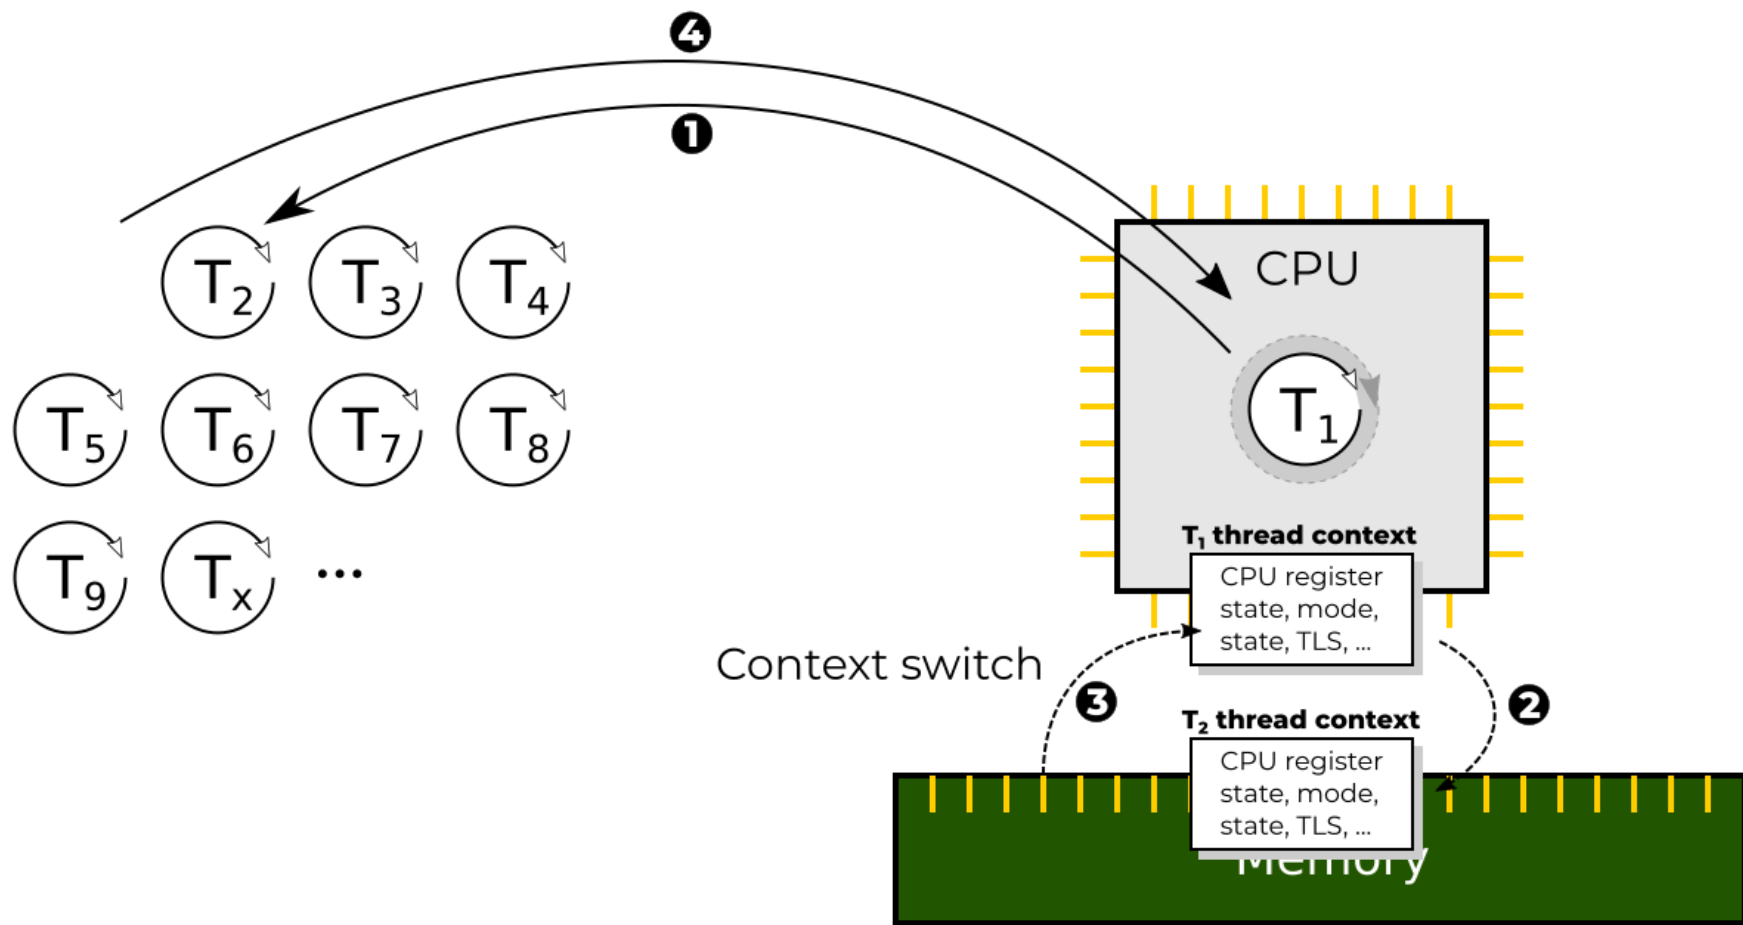 4
1
CPU
T2 T3 T4
T1
T5 T6 T7 T8
T1 thread context
CPU register
state, mode,
state, TLS, ...
T9 Tx ...
Context switch
3
2
T2 thread context
CPU register
state, mode,
state, TLS, ...
Memory